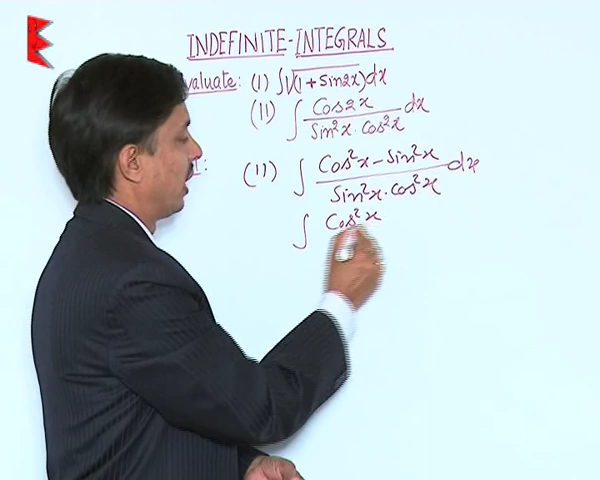 INDEFINITE-INTEGRALS
valuate: (I) ∫√(1+Sin2x)dx
(II) ∫ Cos2x / Sin²x·Cos²x dx
I: (II) ∫ Cos²x-Sin²x / Sin²x·Cos²x dx
∫ Cos²x